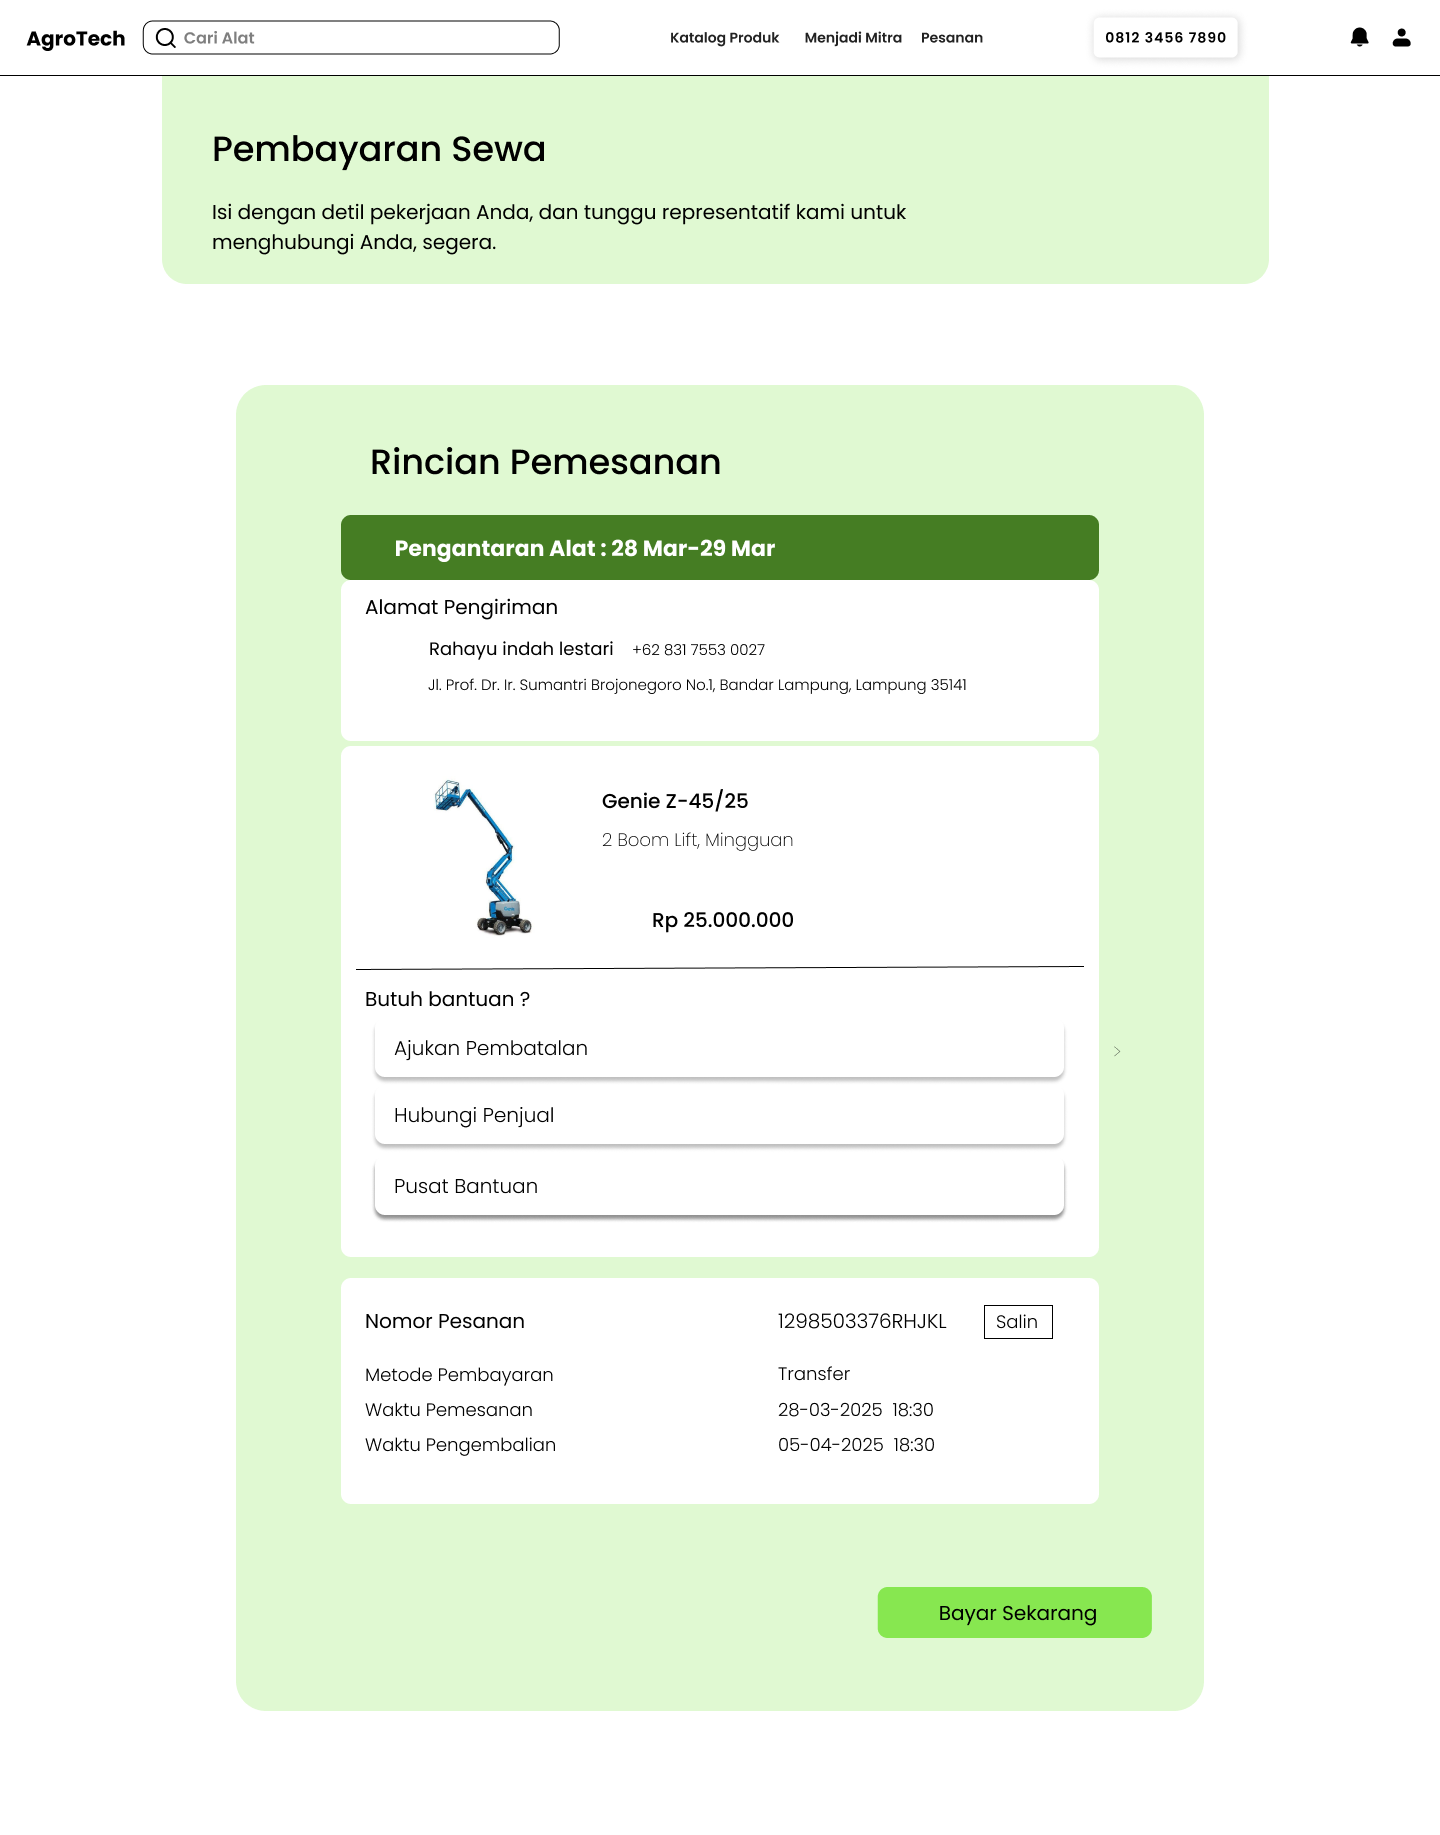 AgroTech
Cari Alat
Katalog Produk
Menjadi Mitra
Pesanan
0812 3456 7890
Pembayaran Sewa
Isi dengan detil pekerjaan Anda, dan tunggu representatif kami untuk
menghubungi Anda, segera.
Rincian Pemesanan
Pengantaran Alat : 28 Mar-29 Mar
Alamat Pengiriman
Rahayu indah lestari +62 831 7553 0027
Jl. Prof. Dr. Ir. Sumantri Brojonegoro No.1, Bandar Lampung, Lampung 35141
Genie Z-45/25
2 Boom Lift, Mingguan
Rp 25.000.000
Butuh bantuan ?
Ajukan Pembatalan
Hubungi Penjual
Pusat Bantuan
Nomor Pesanan 1298503376RHJKL Salin
Metode Pembayaran Transfer
Waktu Pemesanan 28-03-2025 18:30
Waktu Pengembalian 05-04-2025 18:30
Bayar Sekarang